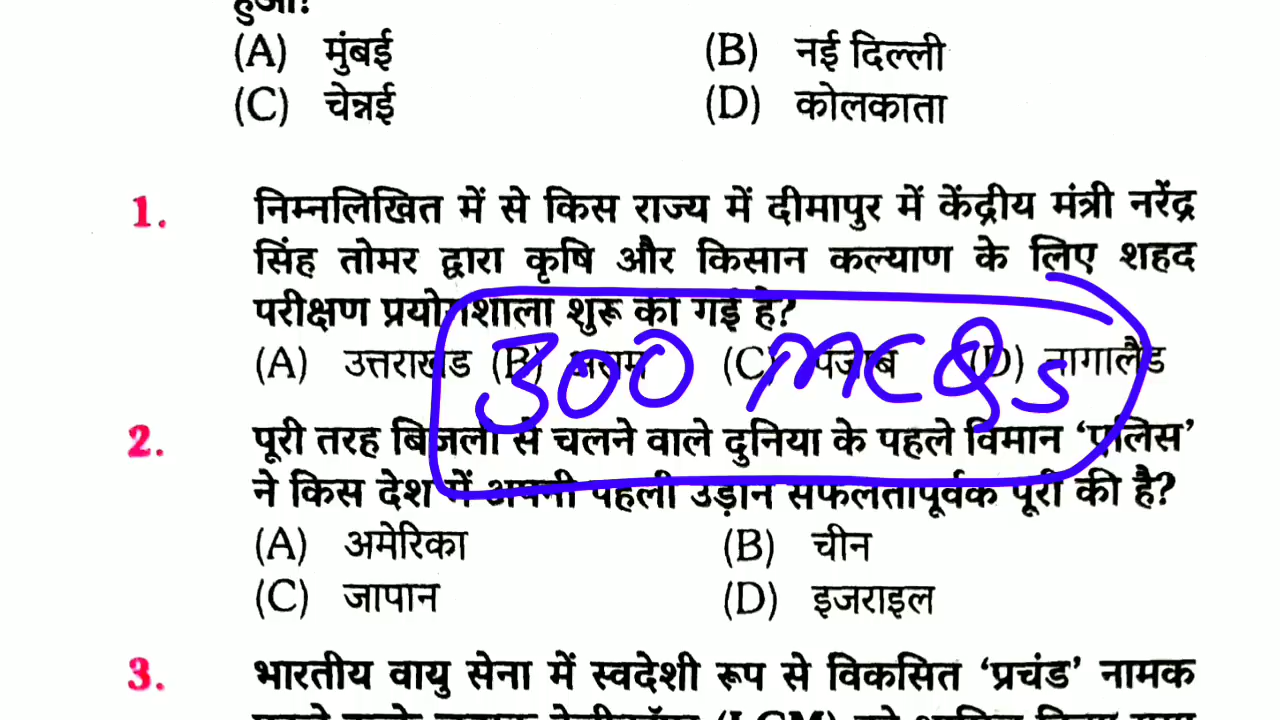 हुआ?
(A) मुंबई (B) नई दिल्ली
(C) चेन्नई (D) कोलकाता
1. निम्नलिखित में से किस राज्य में दीमापुर में केंद्रीय मंत्री नरेंद्र
सिंह तोमर द्वारा कृषि और किसान कल्याण के लिए शहद
परीक्षण प्रयोगशाला शुरू की गई है?
(A) उत्तराखंड (B) असम (C) पंजाब (D) नागालैंड
300 MCQs
2. पूरी तरह बिजली से चलने वाले दुनिया के पहले विमान ‘एलिस’
ने किस देश में अपनी पहली उड़ान सफलतापूर्वक पूरी की है?
(A) अमेरिका (B) चीन
(C) जापान (D) इजराइल
3. भारतीय वायु सेना में स्वदेशी रूप से विकसित ‘प्रचंड’ नामक